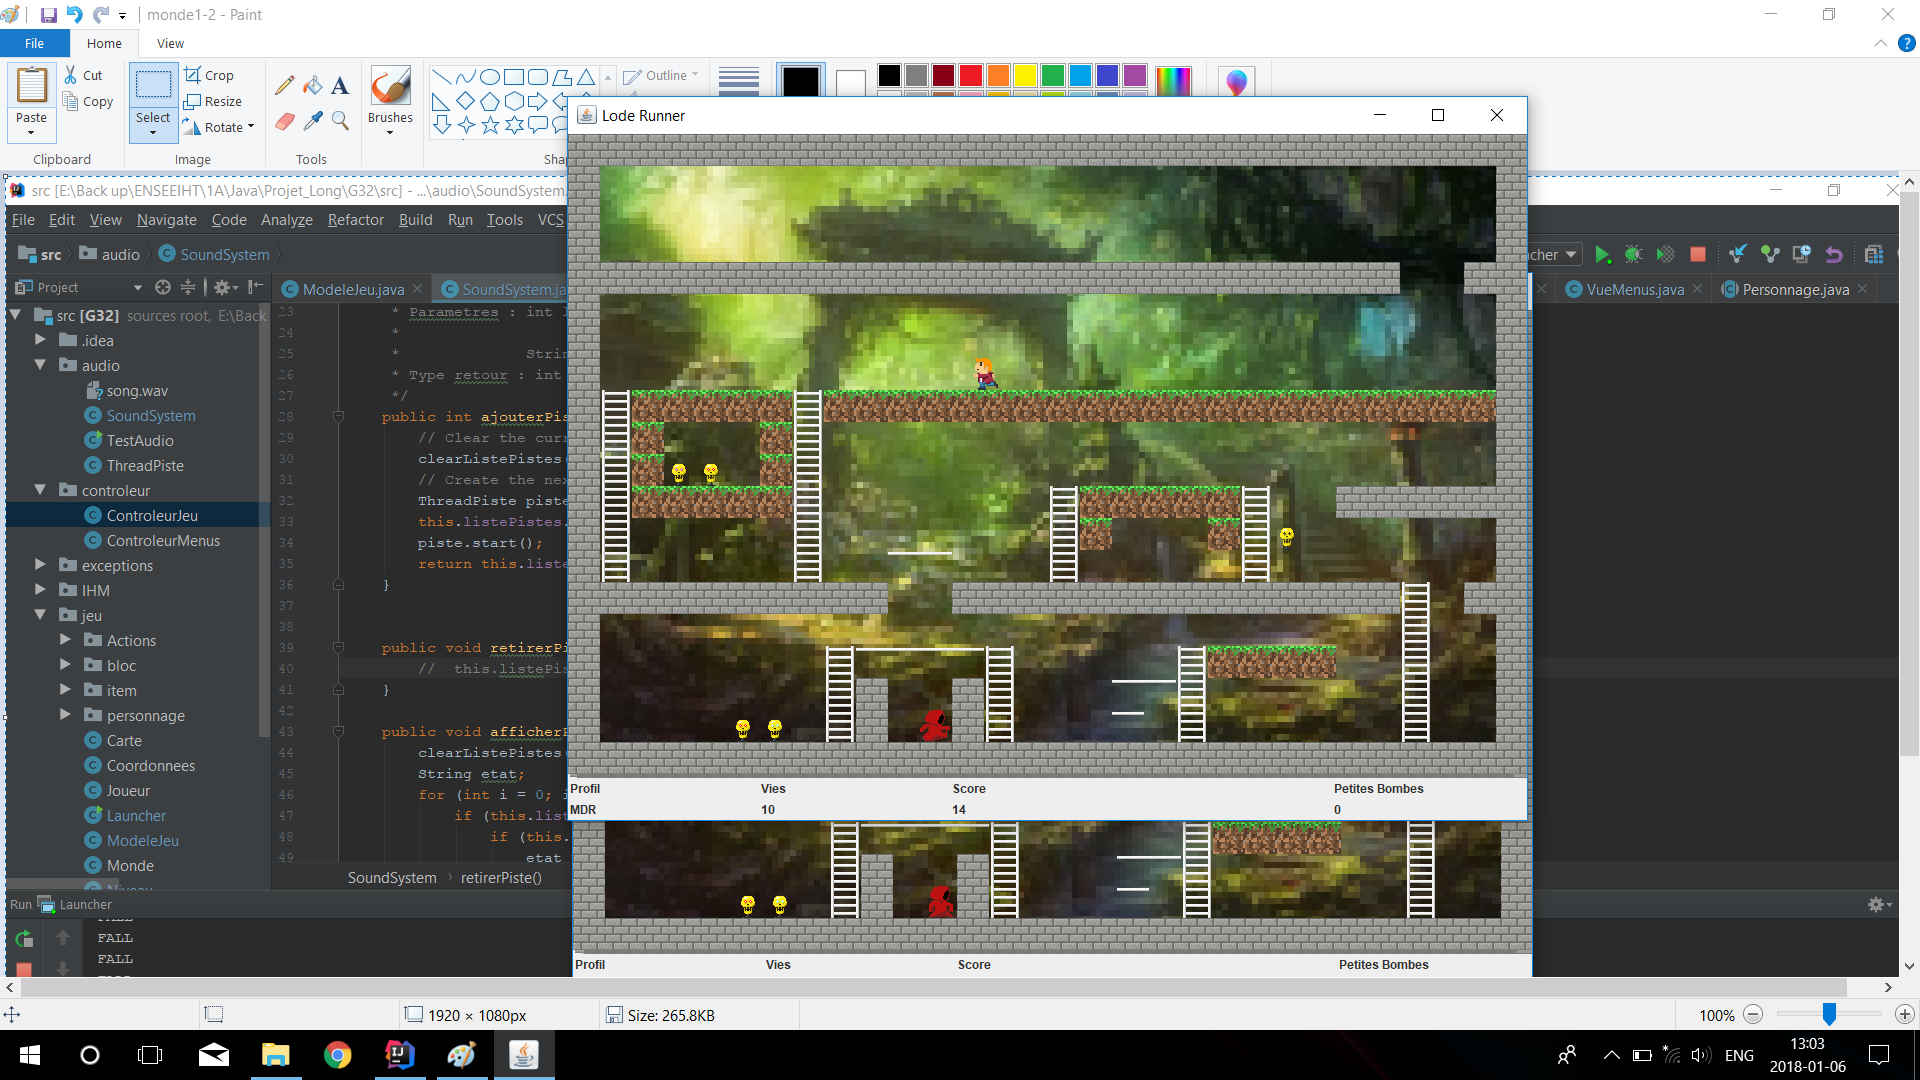 monde1-2 - Paint
File Home View
Paste
Cut
Copy
Clipboard
Select
Crop
Resize
Rotate
Image
Tools
Brushes
Outline
Lode Runner
src [E:\Back up\ENSEEIHT\1A\Java\Projet_Long\G32\src] - ...\audio\SoundSystem.
File Edit View Navigate Code Analyze Refactor Build Run Tools VCS
src audio SoundSystem
Project
ModeleJeu.java SoundSystem.ja
VueMenus.java Personnage.java
src [G32] sources root, E:\Back
.idea
audio
song.wav
SoundSystem
TestAudio
ThreadPiste
controleur
ControleurJeu
ControleurMenus
exceptions
IHM
jeu
Actions
bloc
item
personnage
Carte
Coordonnees
Joueur
Launcher
ModeleJeu
Monde
Niveau
23 * Parametres : int
24 *
25 * Strin
26 * Type retour : int
27 */
28 public int ajouterPis
29 // Clear the curr
30 clearListePistes(
31 // Create the nex
32 ThreadPiste piste
33 this.listePistes.
34 piste.start();
35 return this.liste
36 }
37
38
39 public void retirerPi
40 // this.listePis
41 }
42
43 public void afficherP
44 clearListePistes(
45 String etat;
46 for (int i = 0; i
47 if (this.list
48 if (this.
49 etat
SoundSystem retirerPiste()
Run Launcher
FALL
FALL
FALL
Profil Vies Score Petites Bombes
MDR 10 14 0
Profil Vies Score Petites Bombes
1920 × 1080px
Size: 265.8KB
100%
ENG
13:03
2018-01-06